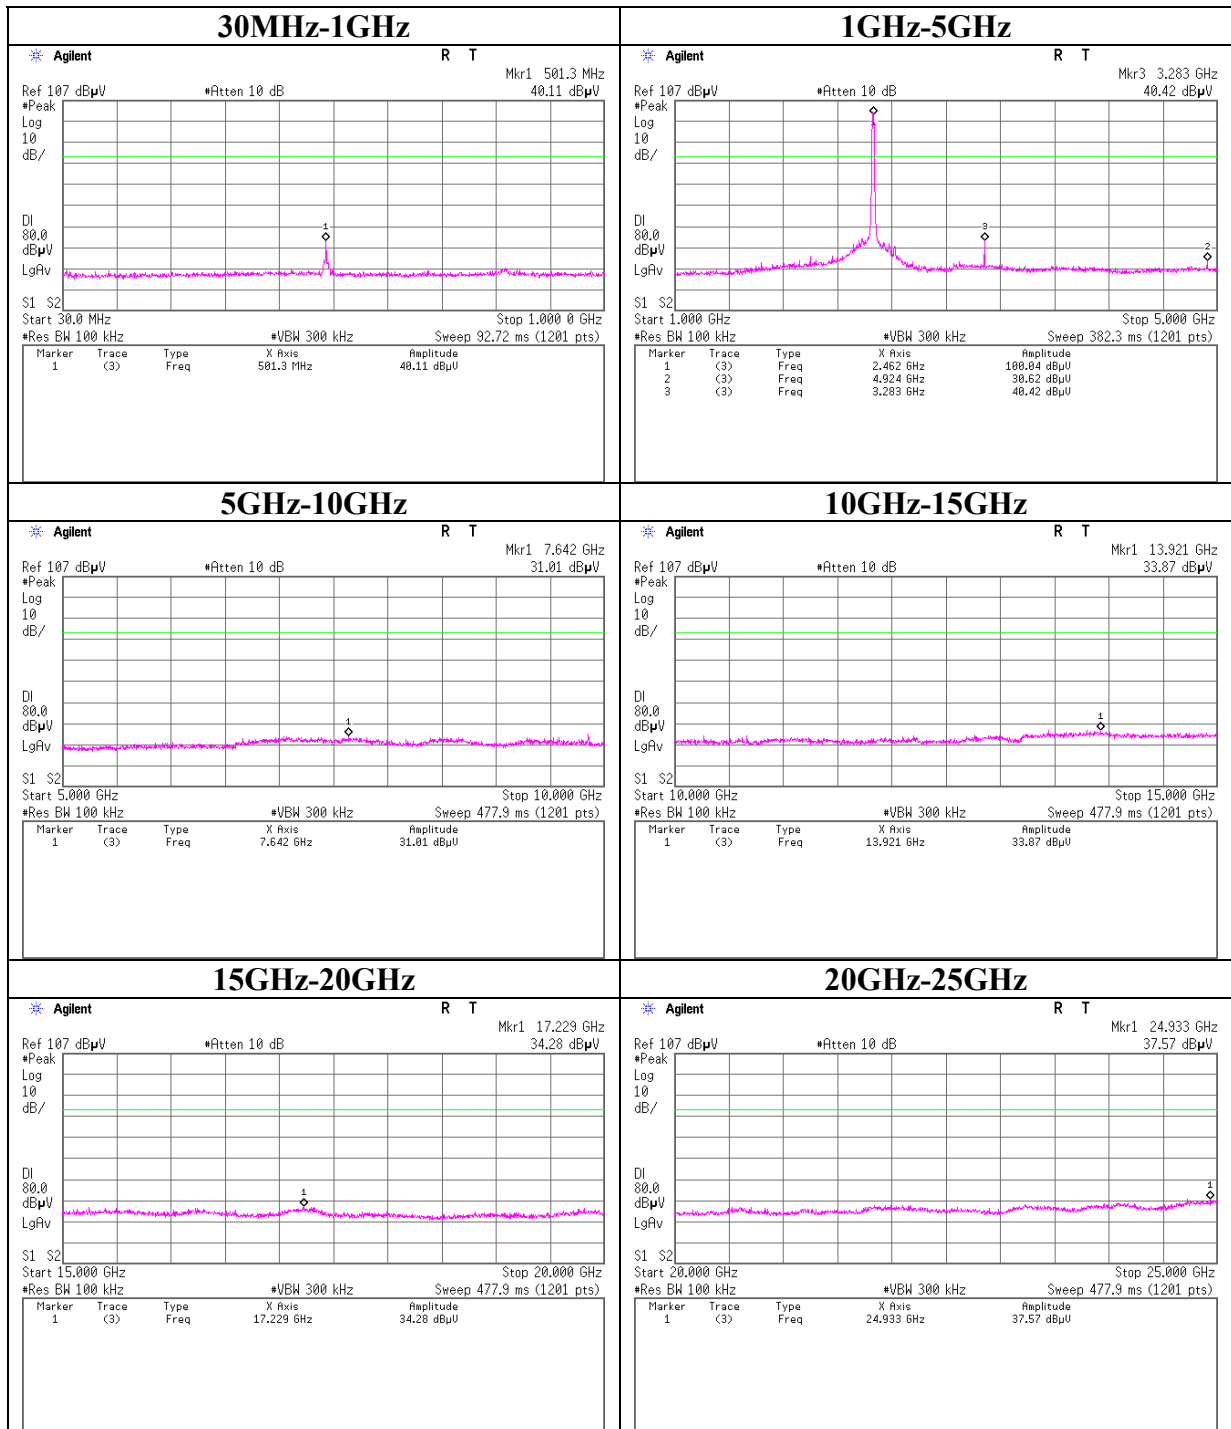 30MHz-1GHz
Agilent
R T
Mkr1 501.3 MHz
Ref 107 dBµV #Atten 10 dB 40.11 dBµV
#Peak
Log
10
dB/
1
DI
80.0
dBµV
LgAv
S1 S2
Start 30.0 MHz Stop 1.000 0 GHz
#Res BW 100 kHz #VBW 300 kHz Sweep 92.72 ms (1201 pts)
Marker Trace Type X Axis Amplitude
1 (3) Freq 501.3 MHz 40.11 dBµV
1GHz-5GHz
Agilent
R T
Mkr3 3.283 GHz
Ref 107 dBµV #Atten 10 dB 40.42 dBµV
#Peak
Log
10
dB/
1
3
2
DI
80.0
dBµV
LgAv
S1 S2
Start 1.000 GHz Stop 5.000 GHz
#Res BW 100 kHz #VBW 300 kHz Sweep 382.3 ms (1201 pts)
Marker Trace Type X Axis Amplitude
1 (3) Freq 2.462 GHz 100.04 dBµV
2 (3) Freq 4.924 GHz 30.62 dBµV
3 (3) Freq 3.283 GHz 40.42 dBµV
5GHz-10GHz
Agilent
R T
Mkr1 7.642 GHz
Ref 107 dBµV #Atten 10 dB 31.01 dBµV
#Peak
Log
10
dB/
1
DI
80.0
dBµV
LgAv
S1 S2
Start 5.000 GHz Stop 10.000 GHz
#Res BW 100 kHz #VBW 300 kHz Sweep 477.9 ms (1201 pts)
Marker Trace Type X Axis Amplitude
1 (3) Freq 7.642 GHz 31.01 dBµV
10GHz-15GHz
Agilent
R T
Mkr1 13.921 GHz
Ref 107 dBµV #Atten 10 dB 33.87 dBµV
#Peak
Log
10
dB/
1
DI
80.0
dBµV
LgAv
S1 S2
Start 10.000 GHz Stop 15.000 GHz
#Res BW 100 kHz #VBW 300 kHz Sweep 477.9 ms (1201 pts)
Marker Trace Type X Axis Amplitude
1 (3) Freq 13.921 GHz 33.87 dBµV
15GHz-20GHz
Agilent
R T
Mkr1 17.229 GHz
Ref 107 dBµV #Atten 10 dB 34.28 dBµV
#Peak
Log
10
dB/
1
DI
80.0
dBµV
LgAv
S1 S2
Start 15.000 GHz Stop 20.000 GHz
#Res BW 100 kHz #VBW 300 kHz Sweep 477.9 ms (1201 pts)
Marker Trace Type X Axis Amplitude
1 (3) Freq 17.229 GHz 34.28 dBµV
20GHz-25GHz
Agilent
R T
Mkr1 24.933 GHz
Ref 107 dBµV #Atten 10 dB 37.57 dBµV
#Peak
Log
10
dB/
1
DI
80.0
dBµV
LgAv
S1 S2
Start 20.000 GHz Stop 25.000 GHz
#Res BW 100 kHz #VBW 300 kHz Sweep 477.9 ms (1201 pts)
Marker Trace Type X Axis Amplitude
1 (3) Freq 24.933 GHz 37.57 dBµV